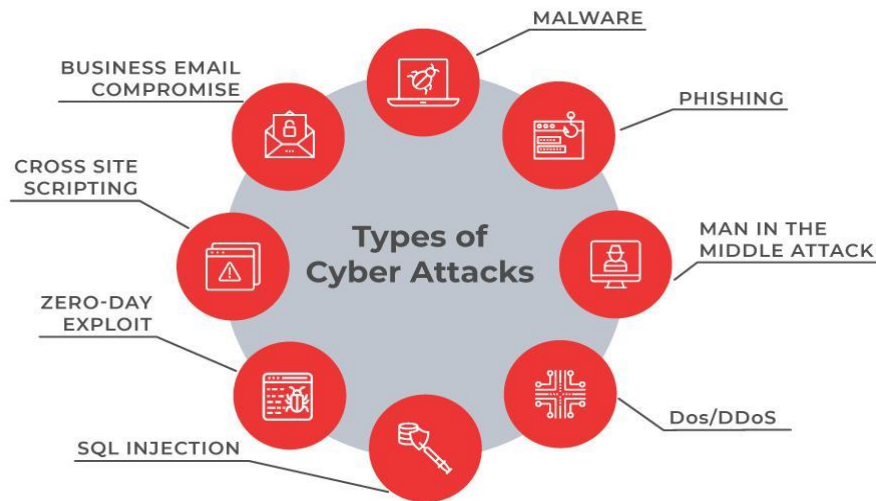 Types of
Cyber Attacks
MALWARE
PHISHING
MAN IN THE
MIDDLE ATTACK
Dos/DDoS
SQL INJECTION
ZERO-DAY
EXPLOIT
CROSS SITE
SCRIPTING
BUSINESS EMAIL
COMPROMISE